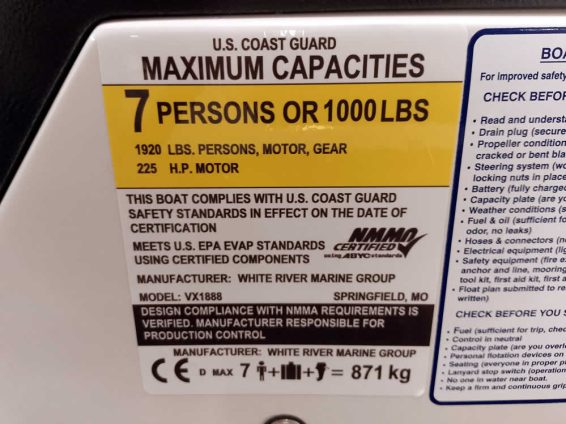 U.S. COAST GUARD
MAXIMUM CAPACITIES
7 PERSONS OR 1000 LBS
1920 LBS. PERSONS, MOTOR, GEAR
225 H.P. MOTOR
THIS BOAT COMPLIES WITH U.S. COAST GUARD
SAFETY STANDARDS IN EFFECT ON THE DATE OF
CERTIFICATION
MEETS U.S. EPA EVAP STANDARDS
USING CERTIFIED COMPONENTS
NMMA
CERTIFIED
using ABYC standards
MANUFACTURER: WHITE RIVER MARINE GROUP
MODEL: VX1888 SPRINGFIELD, MO
DESIGN COMPLIANCE WITH NMMA REQUIREMENTS IS
VERIFIED. MANUFACTURER RESPONSIBLE FOR
PRODUCTION CONTROL
MANUFACTURER: WHITE RIVER MARINE GROUP
CE D MAX 7 + + = 871 kg
For improved safety
CHECK BEFOR
• Read and understa
• Drain plug (secure
• Propeller condition
cracked or bent bla
• Steering system (wo
locking nuts in place
• Battery (fully charged
• Capacity plate (are yo
• Weather conditions (s
• Fuel & oil (sufficient fo
odor, no leaks)
• Hoses & connectors (n
• Electrical equipment (lig
• Safety equipment (fire e
anchor and line, mooring
tool kit, first aid kit, first a
• Float plan submitted to re
written)
CHECK BEFORE YOU S
• Fuel (sufficient for trip, chec
• Control in neutral
• Capacity plate (are you overlo
• Personal flotation devices on
• Seating (everyone in proper p
• Lanyard stop switch (operation
• No one in water near boat.
• Keep a firm and continuous grip